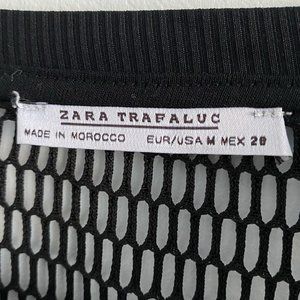 ZARA TRAFALUC
MADE IN MOROCCO EUR/USA M MEX 28